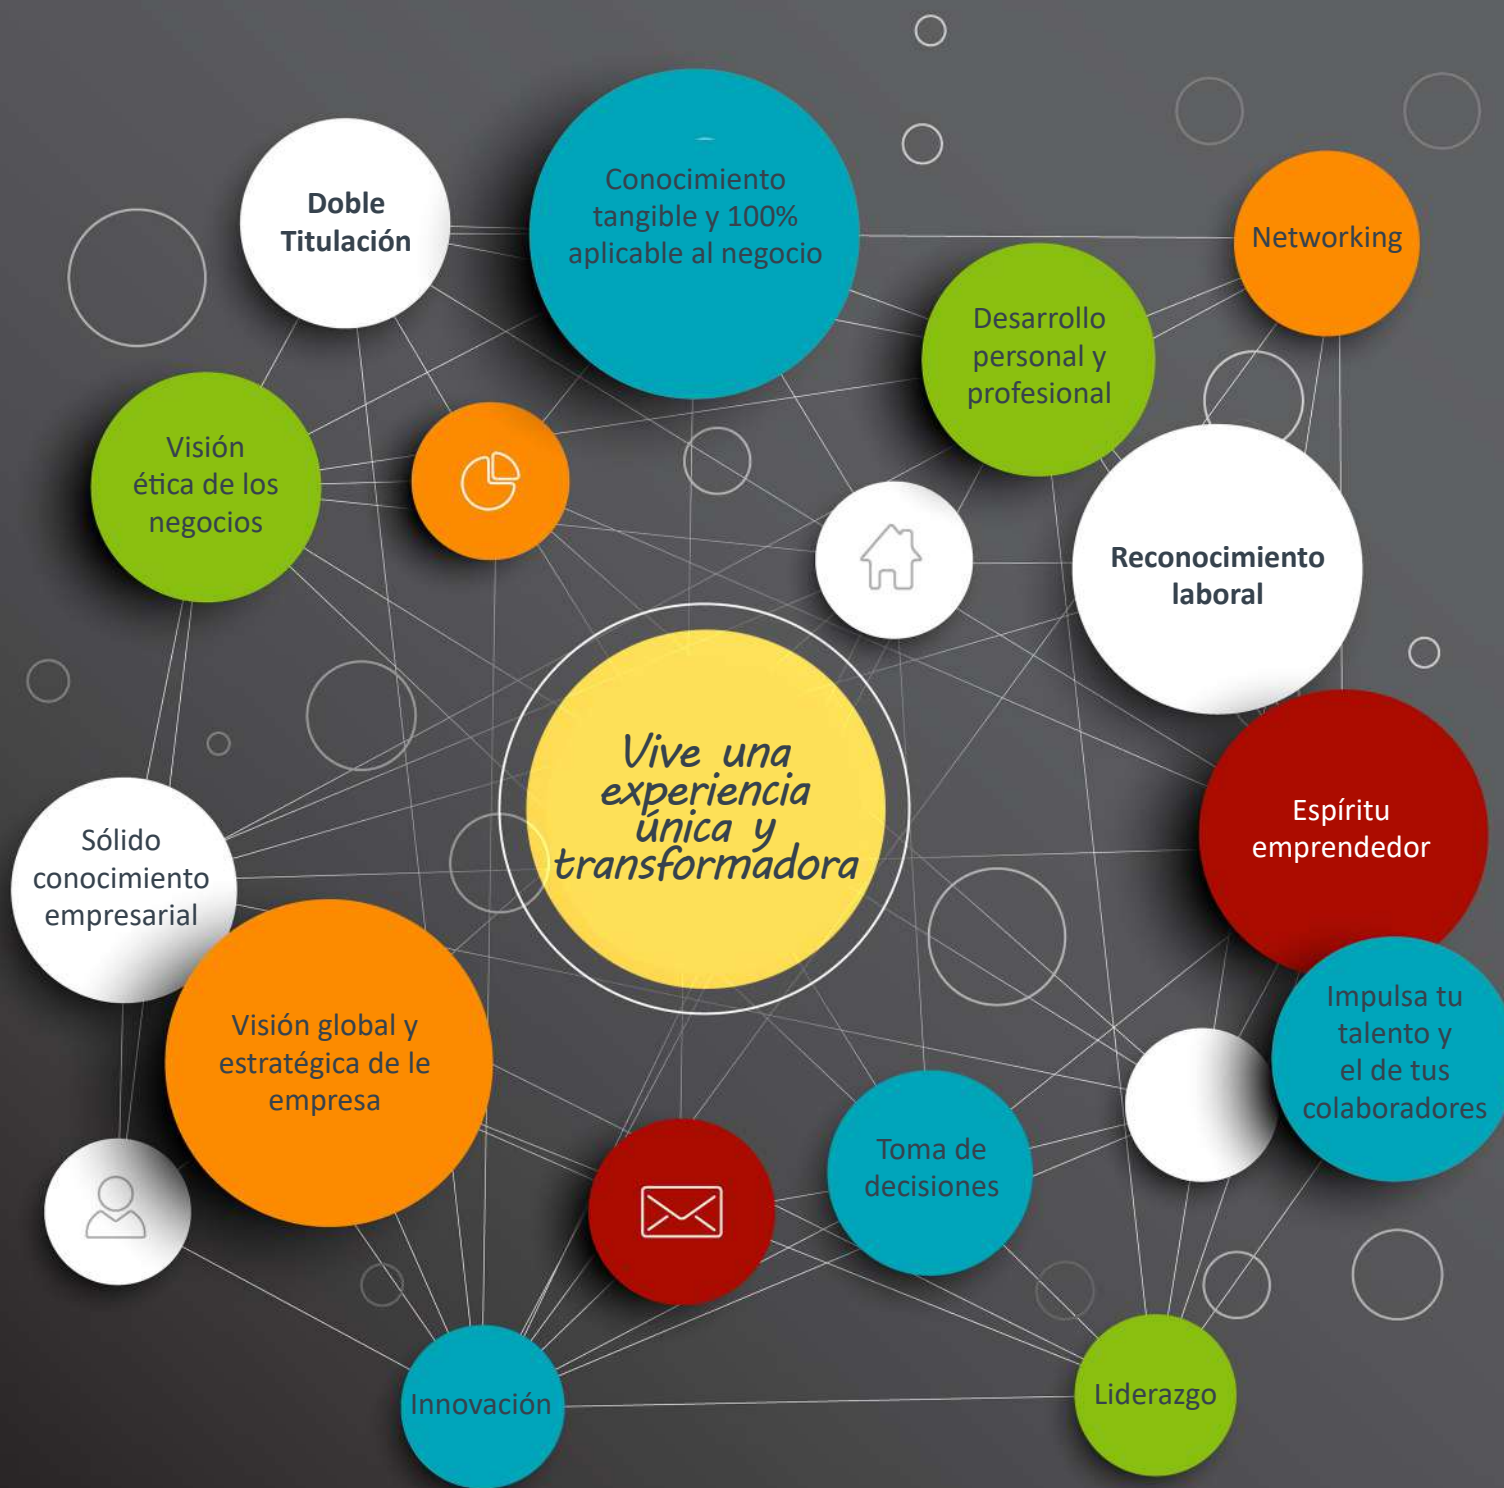 Doble
Titulación
Conocimiento
tangible y 100%
aplicable al negocio
Networking
Desarrollo
personal y
profesional
Visión
ética de los
negocios
Reconocimiento
laboral
Vive una
experiencia
única y
transformadora
Espíritu
emprendedor
Sólido
conocimiento
empresarial
Visión global y
estratégica de le
empresa
Impulsa tu
talento y
el de tus
colaboradores
Toma de
decisiones
Innovación
Liderazgo